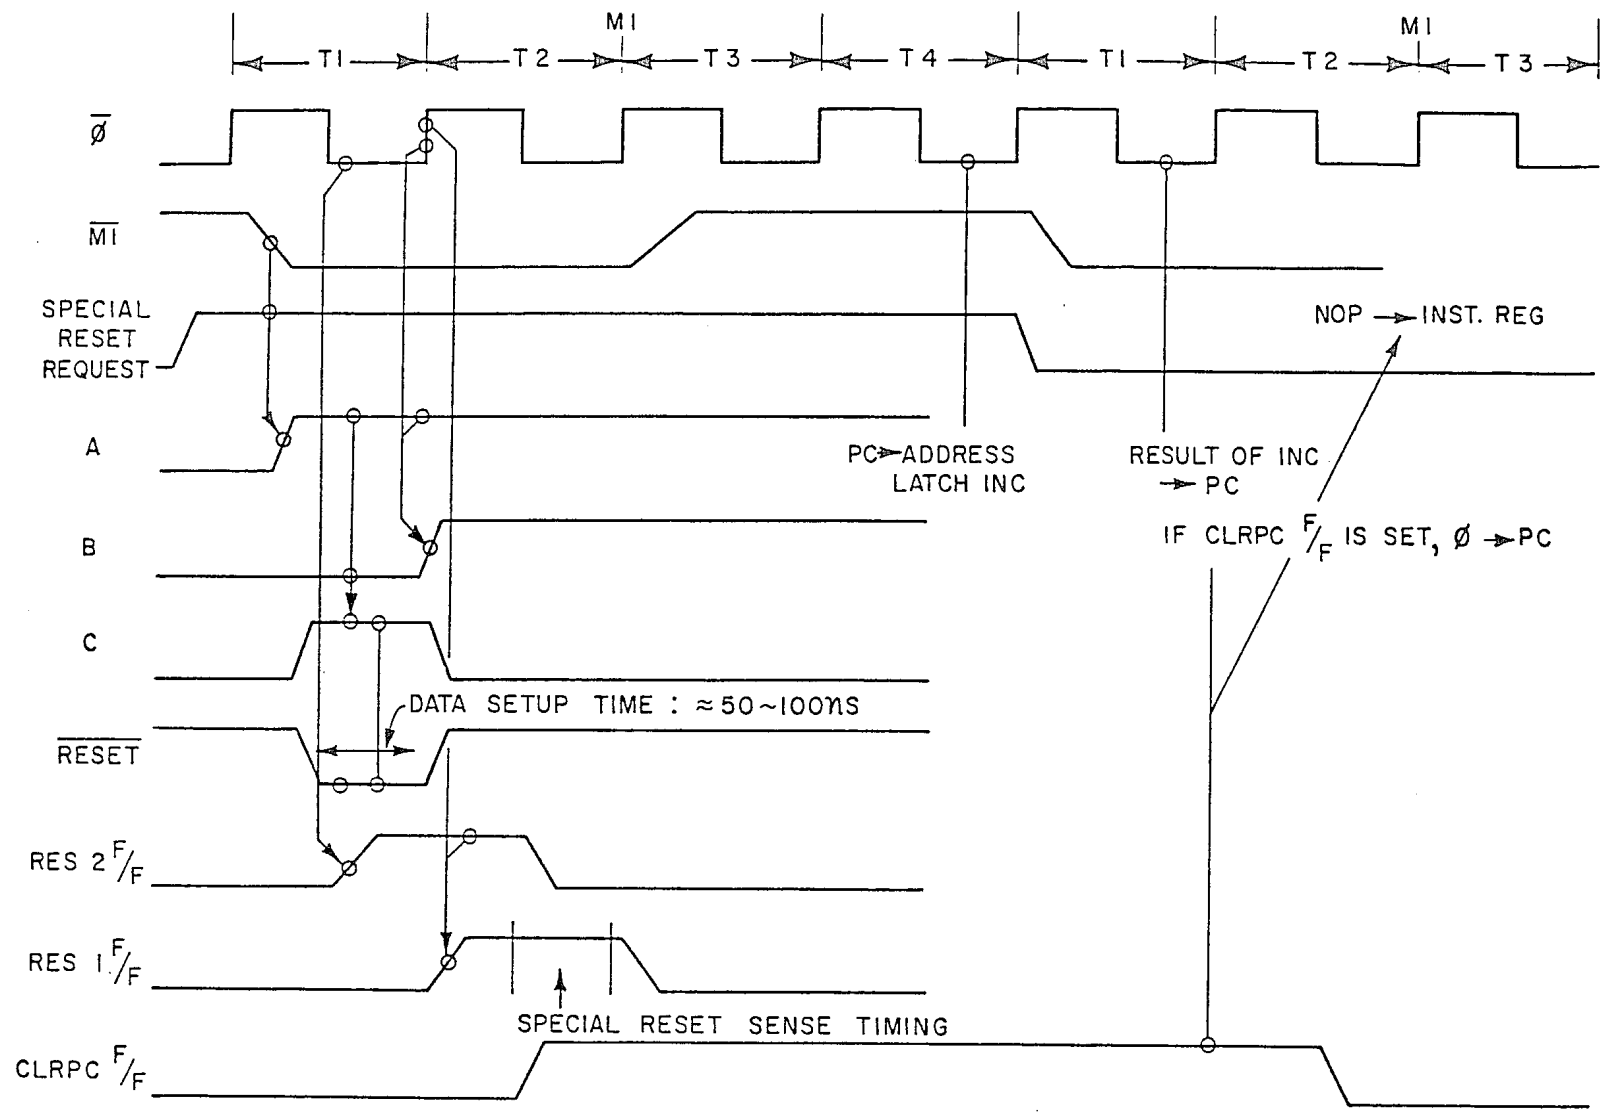 M1
M1
T1
T2
T3
T4
T1
T2
T3
Φ̅
M̅1̅
SPECIAL
RESET
REQUEST
NOP → INST. REG
A
PC → ADDRESS
LATCH INC
RESULT OF INC
→ PC
B
IF CLRPC F/F IS SET, Ø → PC
C
DATA SETUP TIME : ≈ 50~100ns
R̅E̅S̅E̅T̅
RES 2 F/F
RES 1 F/F
SPECIAL RESET SENSE TIMING
CLRPC F/F